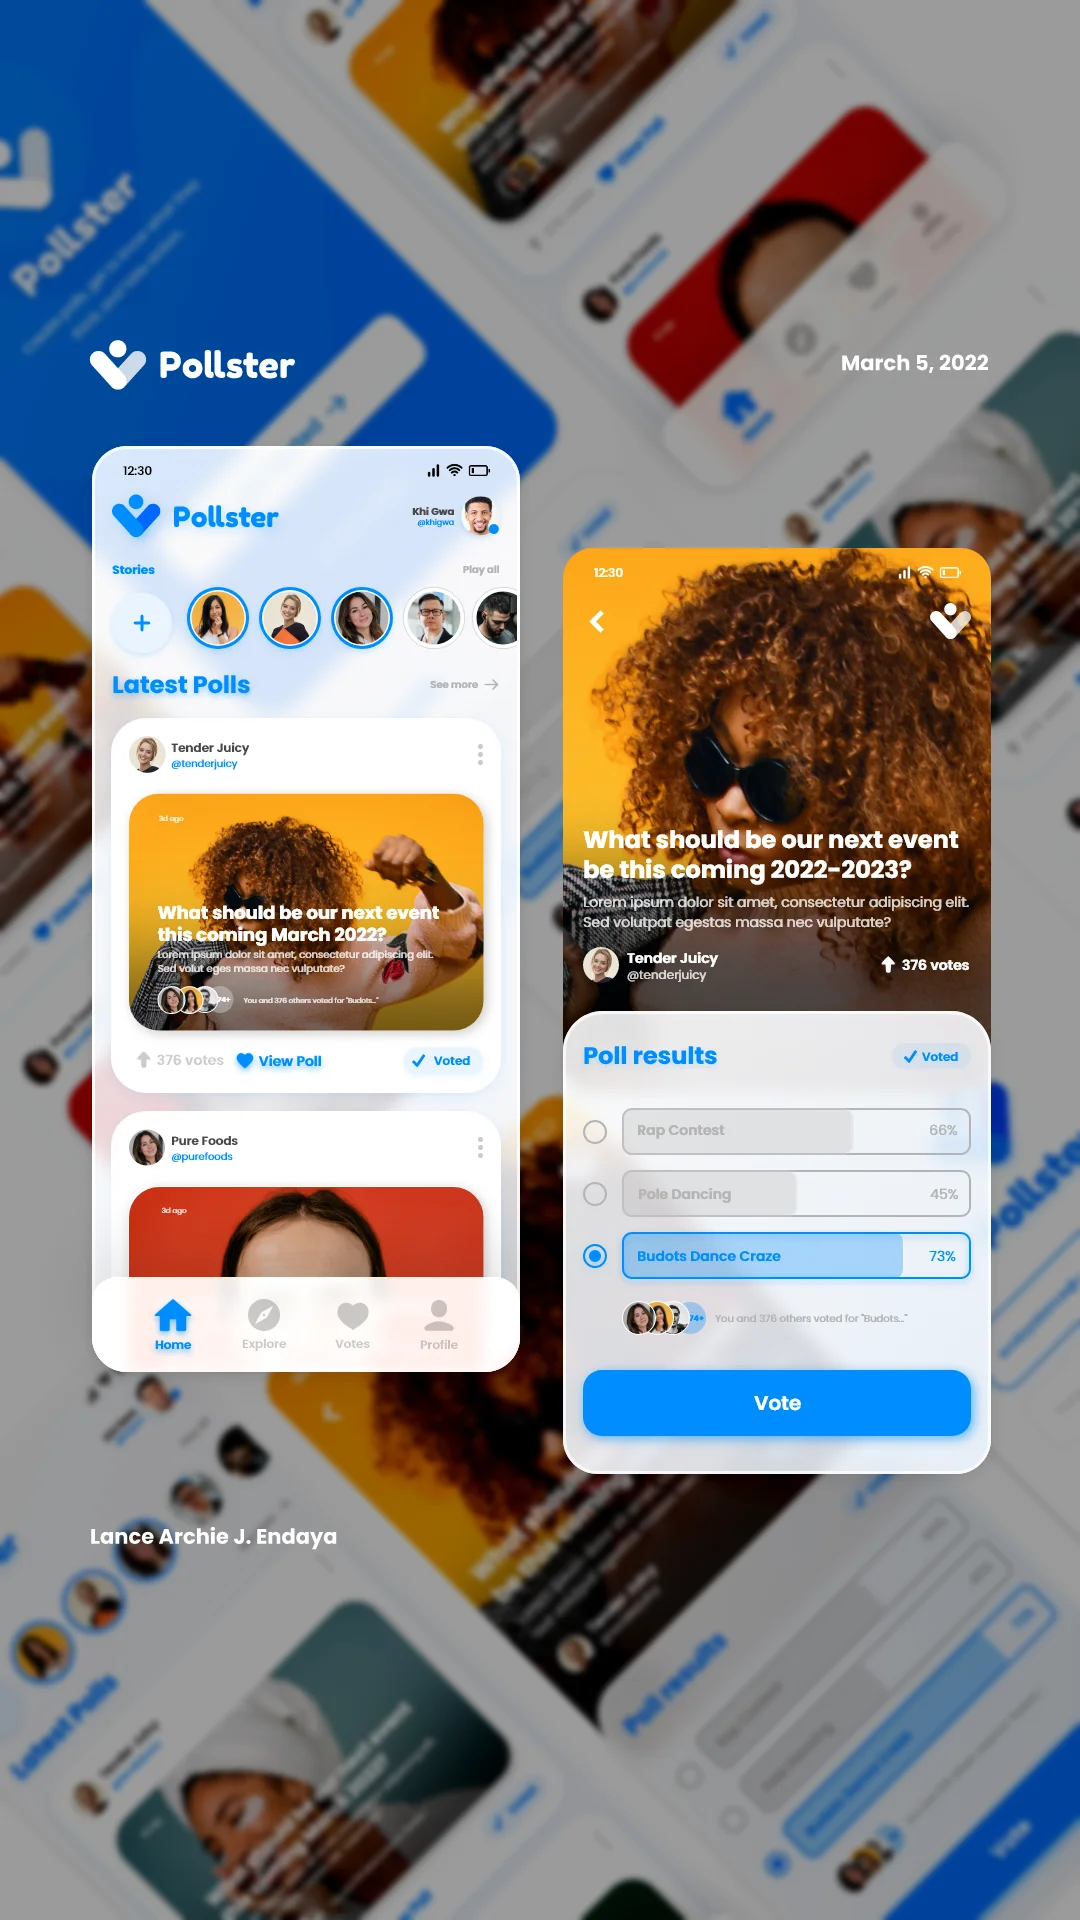 Pollster
Pollster
March 5, 2022
12:30
Pollster
Khi Gwa
@khigwa
Stories
Play all
Latest Polls
See more
Tender Juicy
@tenderjuicy
3d ago
What should be our next event
this coming March 2022?
Lorem ipsum dolor sit amet, consectetur adipiscing elit.
Sed volut eges massa nec vulputate?
74+
You and 376 others voted for "Budots..."
376 votes
View Poll
Voted
Pure Foods
@purefoods
3d ago
Home
Explore
Votes
Profile
12:30
What should be our next event
be this coming 2022-2023?
Lorem ipsum dolor sit amet, consectetur adipiscing elit.
Sed volutpat egestas massa nec vulputate?
Tender Juicy
@tenderjuicy
376 votes
Poll results
Voted
Rap Contest
66%
Pole Dancing
45%
Budots Dance Craze
73%
74+
You and 376 others voted for "Budots..."
Vote
Lance Archie J. Endaya
Latest Polls
Poll results
Vote